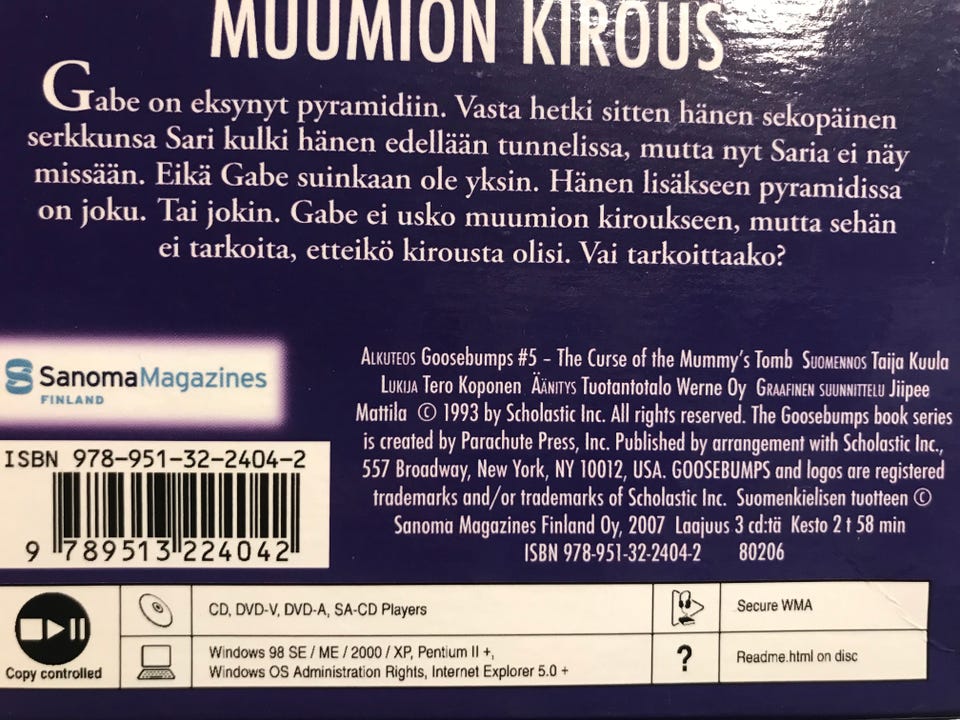 MUUMION KIROUS
Gabe on eksynyt pyramidiin. Vasta hetki sitten hänen sekopäinen
serkkunsa Sari kulki hänen edellään tunnelissa, mutta nyt Saria ei näy
missään. Eikä Gabe suinkaan ole yksin. Hänen lisäkseen pyramidissa
on joku. Tai jokin. Gabe ei usko muumion kiroukseen, mutta sehän
ei tarkoita, etteikö kirousta olisi. Vai tarkoittaako?
SanomaMagazines
FINLAND
ISBN 978-951-32-2404-2
9 789513 224042
ALKUTEOS Goosebumps #5 – The Curse of the Mummy's Tomb SUOMENNOS Taija Kuula
LUKIJA Tero Koponen ÄÄNITYS Tuotantotalo Werne Oy GRAAFINEN SUUNNITTELU Jiipee
Mattila © 1993 by Scholastic Inc. All rights reserved. The Goosebumps book series
is created by Parachute Press, Inc. Published by arrangement with Scholastic Inc.,
557 Broadway, New York, NY 10012, USA. GOOSEBUMPS and logos are registered
trademarks and/or trademarks of Scholastic Inc. Suomenkielisen tuotteen ©
Sanoma Magazines Finland Oy, 2007 Laajuus 3 cd:tä Kesto 2 t 58 min
ISBN 978-951-32-2404-2 80206
Copy controlled
CD, DVD-V, DVD-A, SA-CD Players
Secure WMA
Windows 98 SE / ME / 2000 / XP, Pentium II +,
Windows OS Administration Rights, Internet Explorer 5.0 +
?
Readme.html on disc